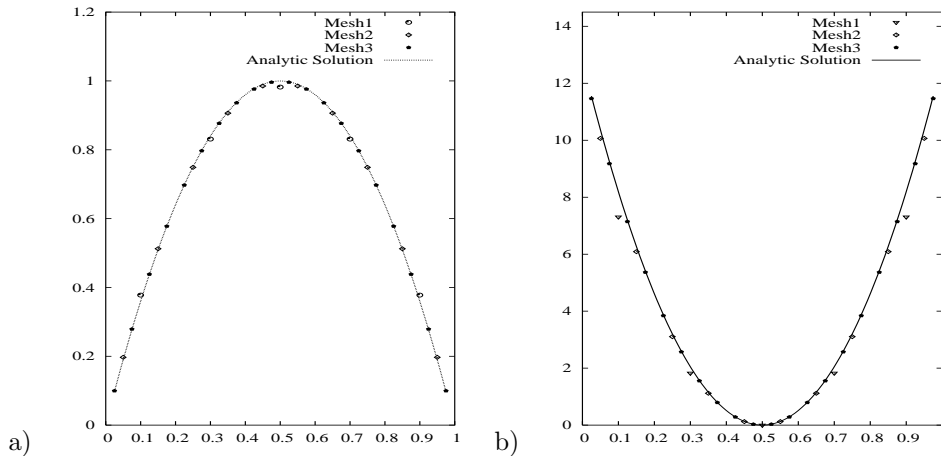 1.2
1
0.8
0.6
0.4
0.2
0
0 0.1 0.2 0.3 0.4 0.5 0.6 0.7 0.8 0.9 1
Mesh1
Mesh2
Mesh3
Analytic Solution
a)
14
12
10
8
6
4
2
0
0 0.1 0.2 0.3 0.4 0.5 0.6 0.7 0.8 0.9
Mesh1
Mesh2
Mesh3
Analytic Solution
b)